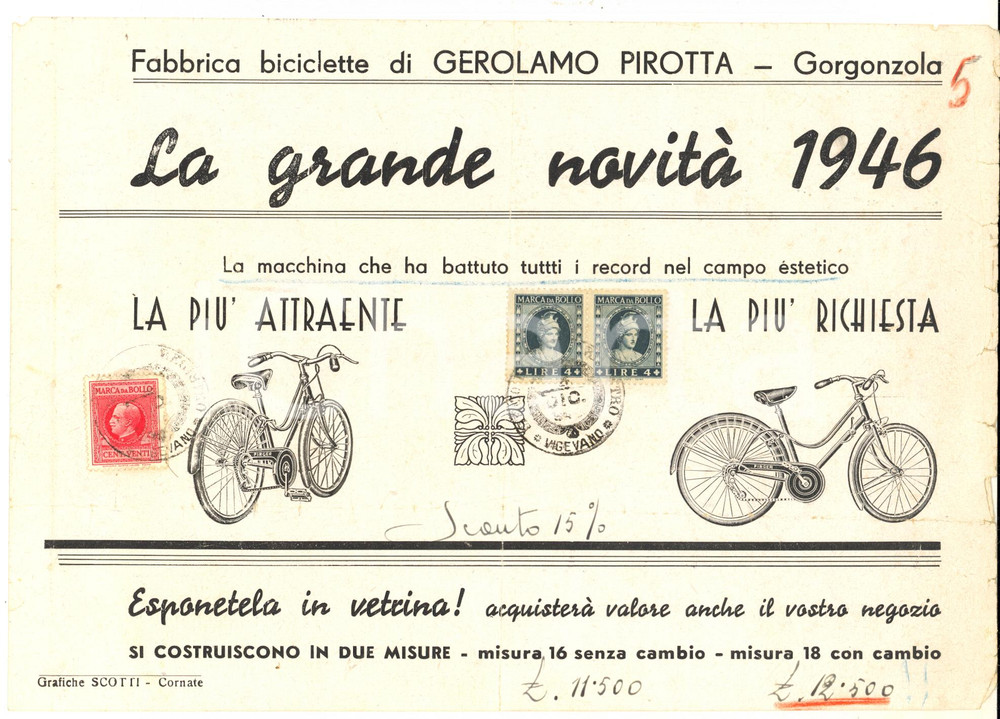 Fabbrica biciclette di GEROLAMO PIROTTA – Gorgonzola
5
La grande novità 1946
La macchina che ha battuto tuttti i record nel campo estetico
LA PIU' ATTRAENTE
MARCA DA BOLLO MARCA DA BOLLO
LIRE 4 LIRE 4
LA PIU' RICHIESTA
MARCA DA BOLLO
CENT. VENTI
VIGEVANO
Sconto 15%
Esponetela in vetrina! acquisterà valore anche il vostro negozio
SI COSTRUISCONO IN DUE MISURE - misura 16 senza cambio - misura 18 con cambio
Grafiche SCOTTI - Cornate
£. 11·500
£. 12·500